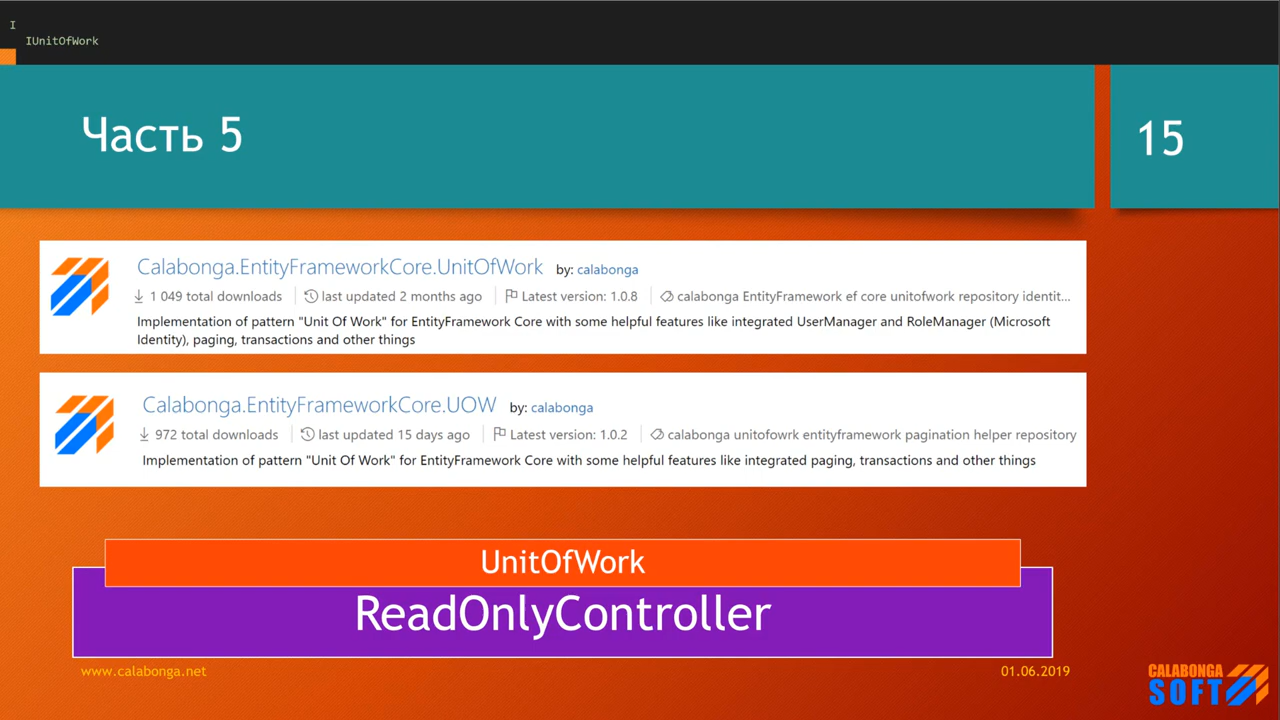 I
IUnitOfWork
Часть 5
15
Calabonga.EntityFrameworkCore.UnitOfWork by: calabonga
1 049 total downloads last updated 2 months ago Latest version: 1.0.8 calabonga EntityFramework ef core unitofwork repository identit...
Implementation of pattern "Unit Of Work" for EntityFramework Core with some helpful features like integrated UserManager and RoleManager (Microsoft
Identity), paging, transactions and other things
Calabonga.EntityFrameworkCore.UOW by: calabonga
972 total downloads last updated 15 days ago Latest version: 1.0.2 calabonga unitofowrk entityframework pagination helper repository
Implementation of pattern "Unit Of Work" for EntityFramework Core with some helpful features like integrated paging, transactions and other things
UnitOfWork
ReadOnlyController
www.calabonga.net
01.06.2019
CALABONGA
SOFT